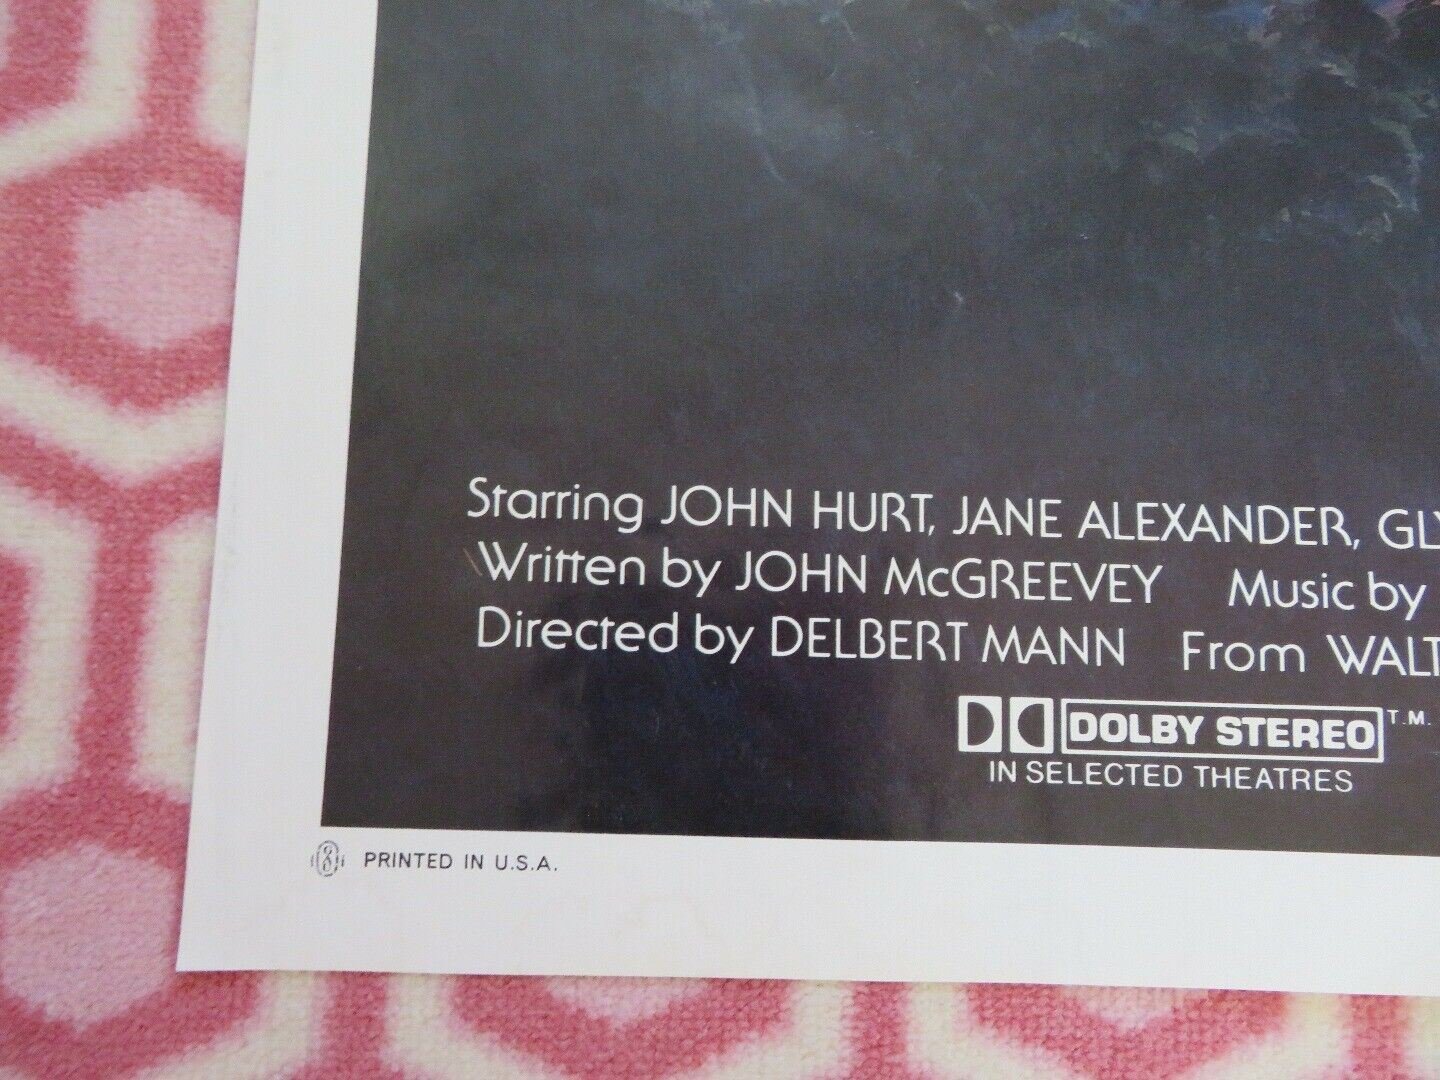 Starring JOHN HURT, JANE ALEXANDER,
Written by JOHN McGREEVEY Music by
Directed by DELBERT MANN From
DOLBY STEREO T.M.
IN SELECTED THEATRES
PRINTED IN U.S.A.